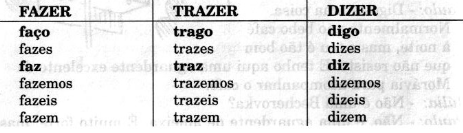 FAZER TRAZER DIZER
faço trago digo
fazes trazes dizes
faz traz diz
fazemos trazemos dizemos
fazeis trazeis dizeis
fazem trazem dizem